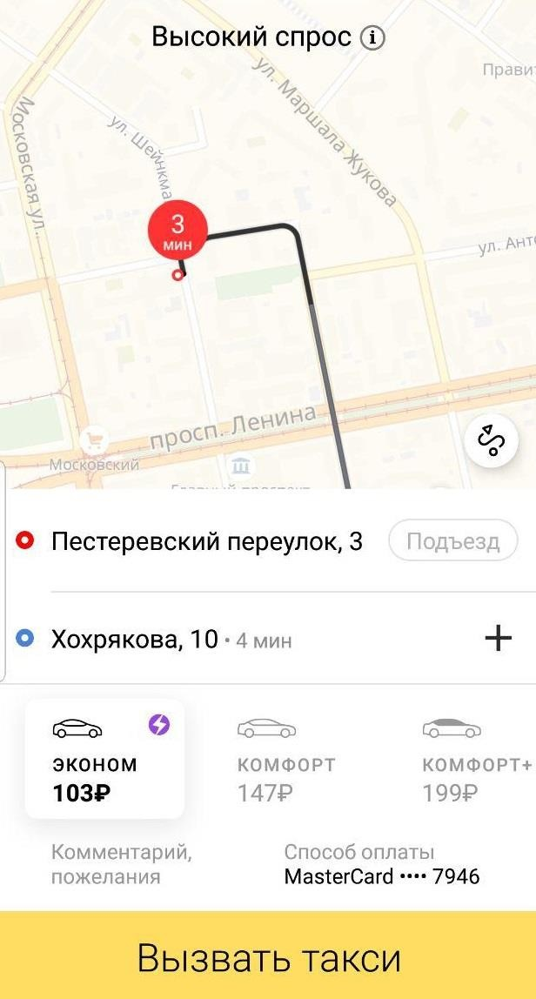 Высокий спрос
Правит
ул. Маршала Жукова
Московская ул.
ул. Шейнкма
3
мин
ул. Анто
просп. Ленина
Московский
Главный проспект
Пестеревский переулок, 3
Подъезд
Хохрякова, 10 • 4 мин
ЭКОНОМ
КОМФОРТ
КОМФОРТ+
103₽
147₽
199₽
Комментарий,
пожелания
Способ оплаты
MasterCard •••• 7946
Вызвать такси